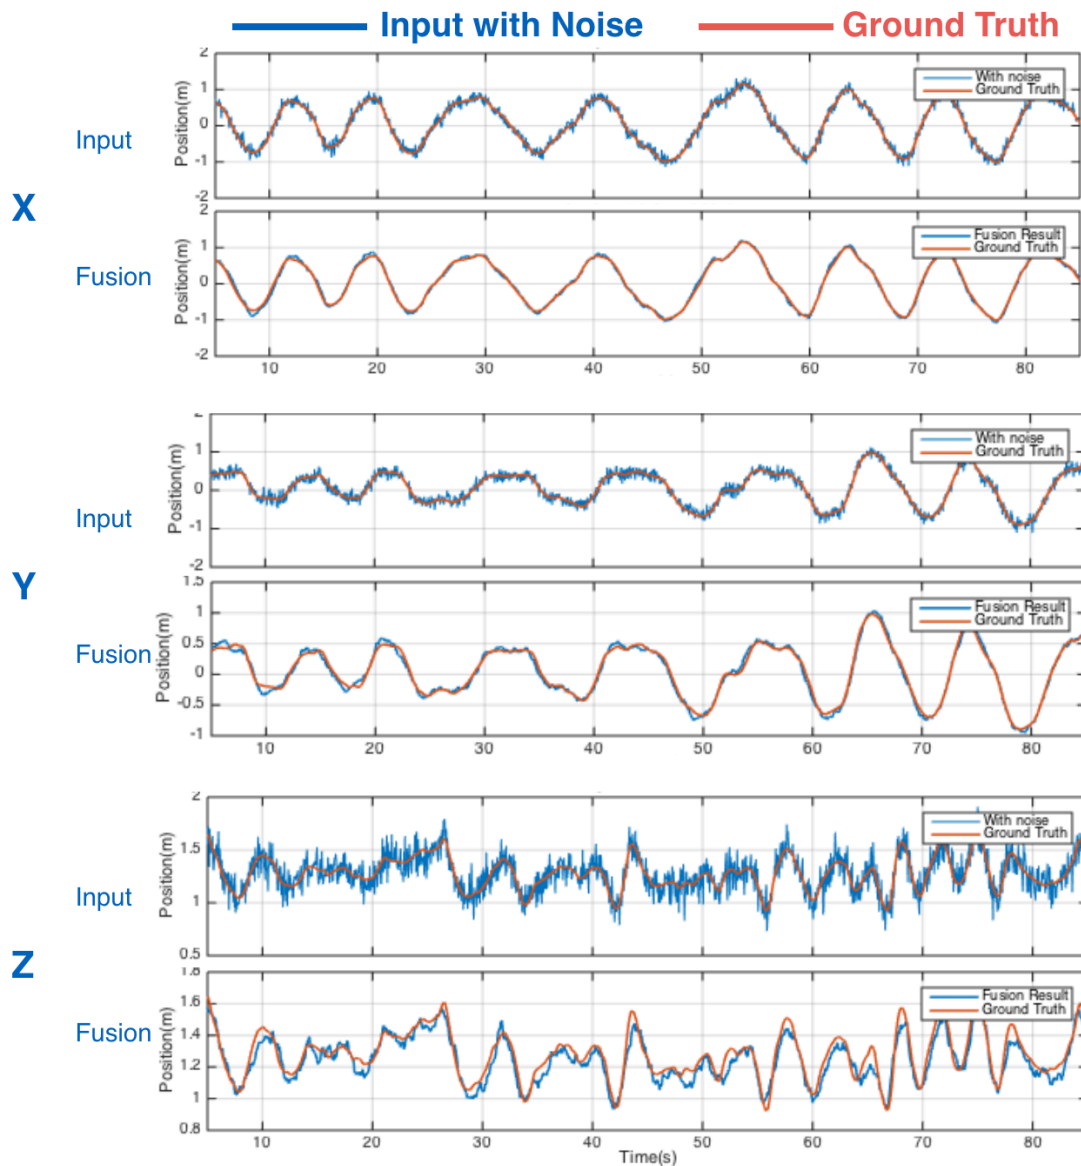 Input with Noise Ground Truth
X
Input
Position(m)
2
1
0
-1
-2
With noise
Ground Truth
Fusion
Position(m)
2
1
0
-1
-2
Fusion Result
Ground Truth
10 20 30 40 50 60 70 80
Y
Input
Position(m)
1
0
-1
-2
With noise
Ground Truth
Fusion
Position(m)
1.5
1
0.5
0
-0.5
-1
Fusion Result
Ground Truth
10 20 30 40 50 60 70 80
Z
Input
Position(m)
2
1.5
1
0.5
With noise
Ground Truth
Fusion
Position(m)
1.8
1.6
1.4
1.2
1
0.8
Fusion Result
Ground Truth
10 20 30 40 50 60 70 80
Time(s)